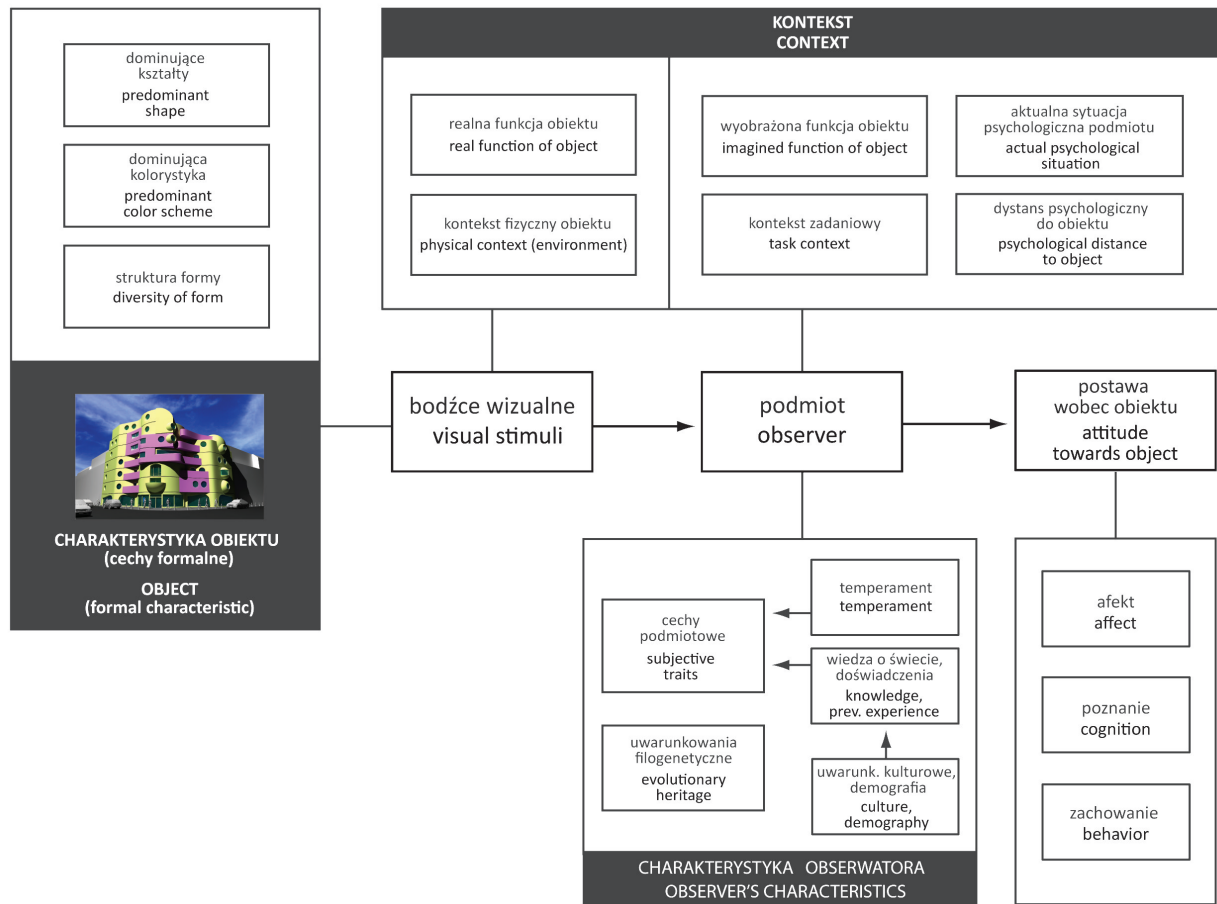 dominujące
kształty
predominant
shape
dominująca
kolorystyka
predominant
color scheme
struktura formy
diversity of form
CHARAKTERYSTYKA OBIEKTU
(cechy formalne)
OBJECT
(formal characteristic)
KONTEKST
CONTEXT
realna funkcja obiektu
real function of object
kontekst fizyczny obiektu
physical context (environment)
wyobrażona funkcja obiektu
imagined function of object
aktualna sytuacja
psychologiczna podmiotu
actual psychological
situation
kontekst zadaniowy
task context
dystans psychologiczny
do obiektu
psychological distance
to object
bodźce wizualne
visual stimuli
podmiot
observer
postawa
wobec obiektu
attitude
towards object
cechy
podmiotowe
subjective
traits
temperament
temperament
wiedza o świecie,
doświadczenia
knowledge,
prev. experience
uwarunkowania
filogenetyczne
evolutionary
heritage
uwarunk. kulturowe,
demografia
culture,
demography
CHARAKTERYSTYKA OBSERWATORA
OBSERVER'S CHARACTERISTICS
afekt
affect
poznanie
cognition
zachowanie
behavior